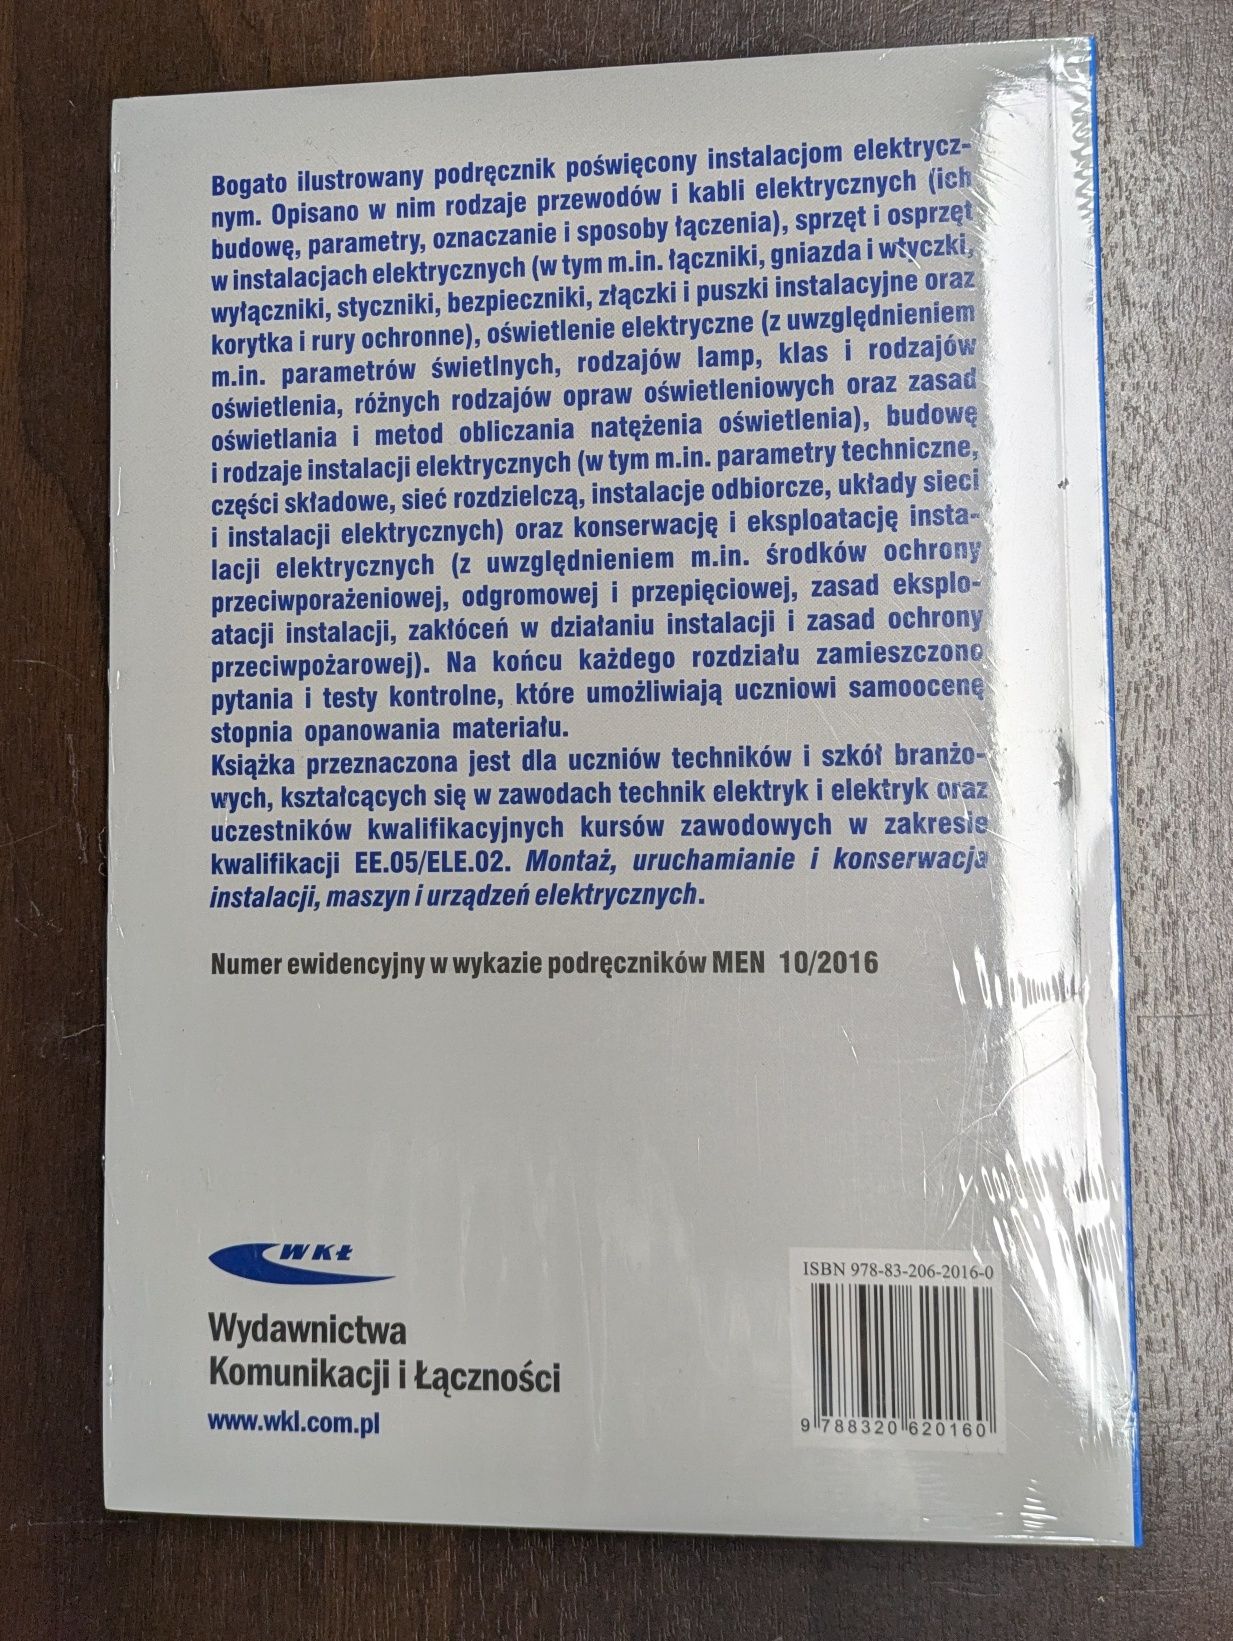 Bogato ilustrowany podręcznik poświęcony instalacjom elektrycz-
nym. Opisano w nim rodzaje przewodów i kabli elektrycznych (ich
budowę, parametry, oznaczanie i sposoby łączenia), sprzęt i osprzęt
w instalacjach elektrycznych (w tym m.in. łączniki, gniazda i wtyczki,
wyłączniki, styczniki, bezpieczniki, złączki i puszki instalacyjne oraz
korytka i rury ochronne), oświetlenie elektryczne (z uwzględnieniem
m.in. parametrów świetlnych, rodzajów lamp, klas i rodzajów
oświetlenia, różnych rodzajów opraw oświetleniowych oraz zasad
oświetlania i metod obliczania natężenia oświetlenia), budowę
i rodzaje instalacji elektrycznych (w tym m.in. parametry techniczne,
części składowe, sieć rozdzielczą, instalacje odbiorcze, układy sieci
i instalacji elektrycznych) oraz konserwację i eksploatację insta-
lacji elektrycznych (z uwzględnieniem m.in. środków ochrony
przeciwporażeniowej, odgromowej i przepięciowej, zasad eksplo-
atacji instalacji, zakłóceń w działaniu instalacji i zasad ochrony
przeciwpożarowej). Na końcu każdego rozdziału zamieszczono
pytania i testy kontrolne, które umożliwiają uczniowi samoocenę
stopnia opanowania materiału.
Książka przeznaczona jest dla uczniów techników i szkół branżo-
wych, kształcących się w zawodach technik elektryk i elektryk oraz
uczestników kwalifikacyjnych kursów zawodowych w zakresie
kwalifikacji EE.05/ELE.02. Montaż, uruchamianie i konserwacja
instalacji, maszyn i urządzeń elektrycznych.
Numer ewidencyjny w wykazie podręczników MEN 10/2016
WKŁ
Wydawnictwa
Komunikacji i Łączności
www.wkl.com.pl
ISBN 978-83-206-2016-0
9 788320 620160